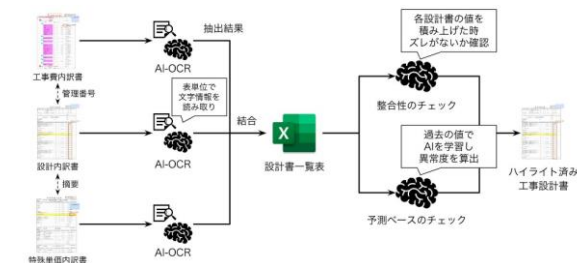 抽出結果
工事費内訳書
AI-OCR
管理番号
表単位で
文字情報を
読み取り
設計内訳書
AI-OCR
結合
X
設計書一覧表
摘要
特殊単価内訳書
AI-OCR
各設計書の値を
積み上げた時
ズレがないか確認
整合性のチェック
過去の値で
AIを学習し
異常度を算出
予測ベースのチェック
ハイライト済み
工事設計書